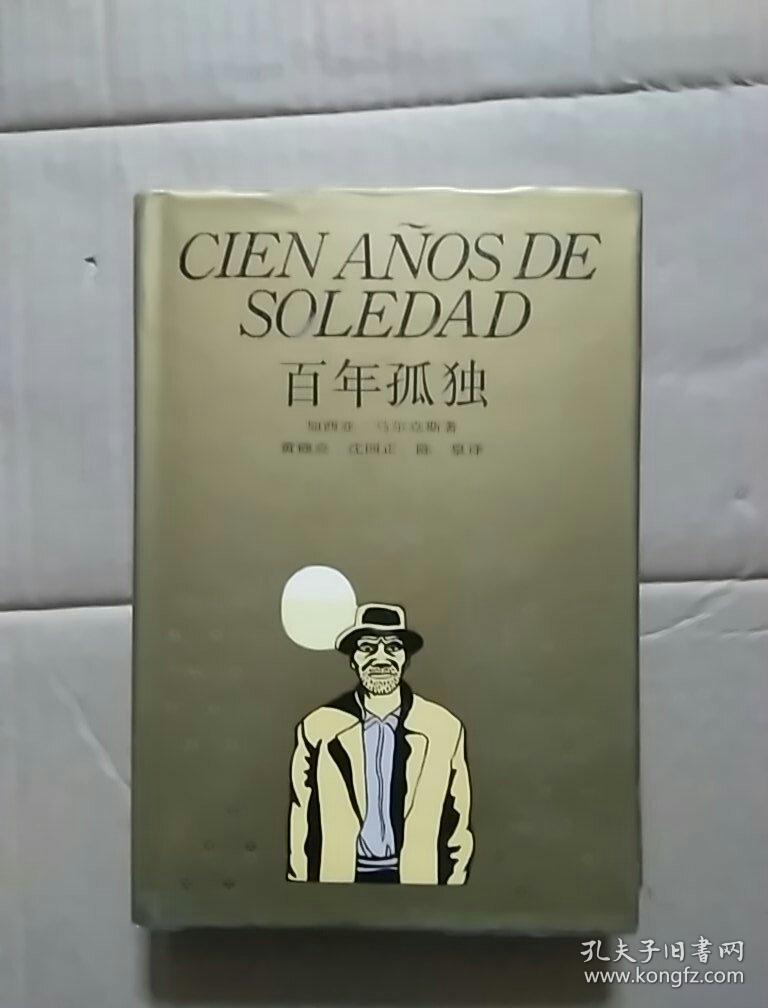 CIEN AÑOS DE
SOLEDAD
百年孤独
加西亚 马尔克斯著
黄锦炎 沈国正 陈 泉译
孔夫子旧书网
www.kongfz.com